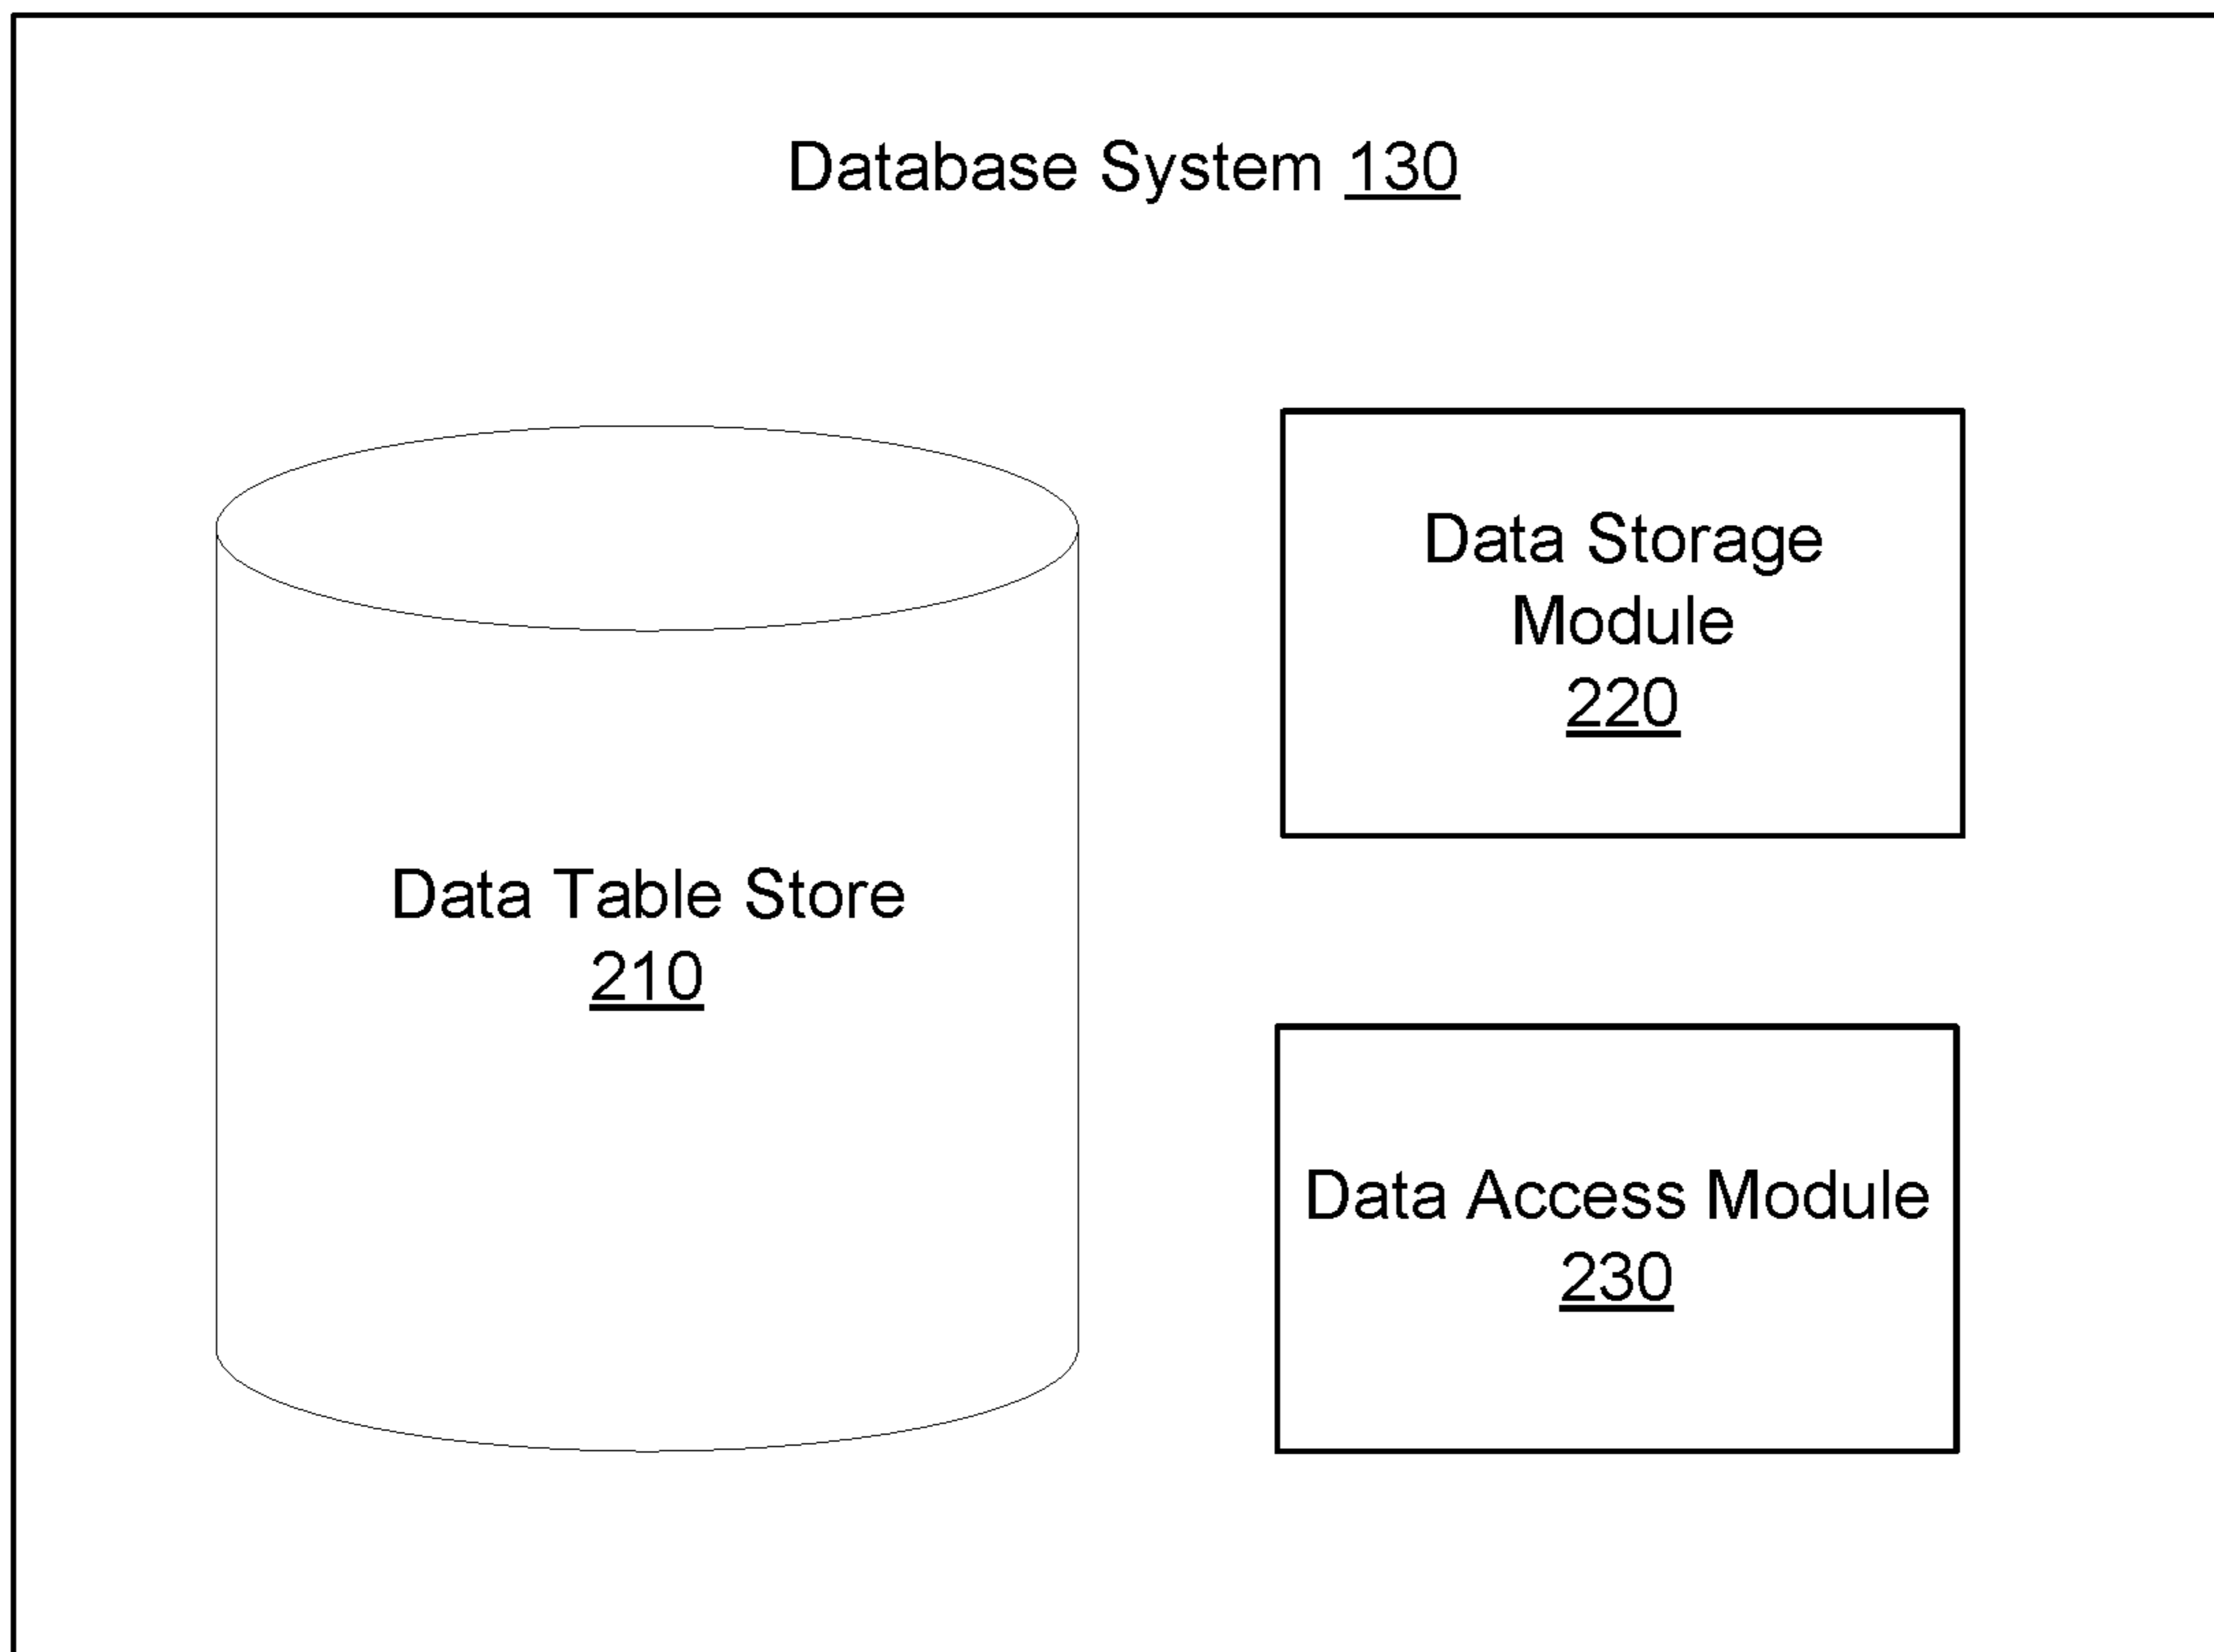 Database System 130
Data Storage
Module
220
Data Table Store
210
Data Access Module
230